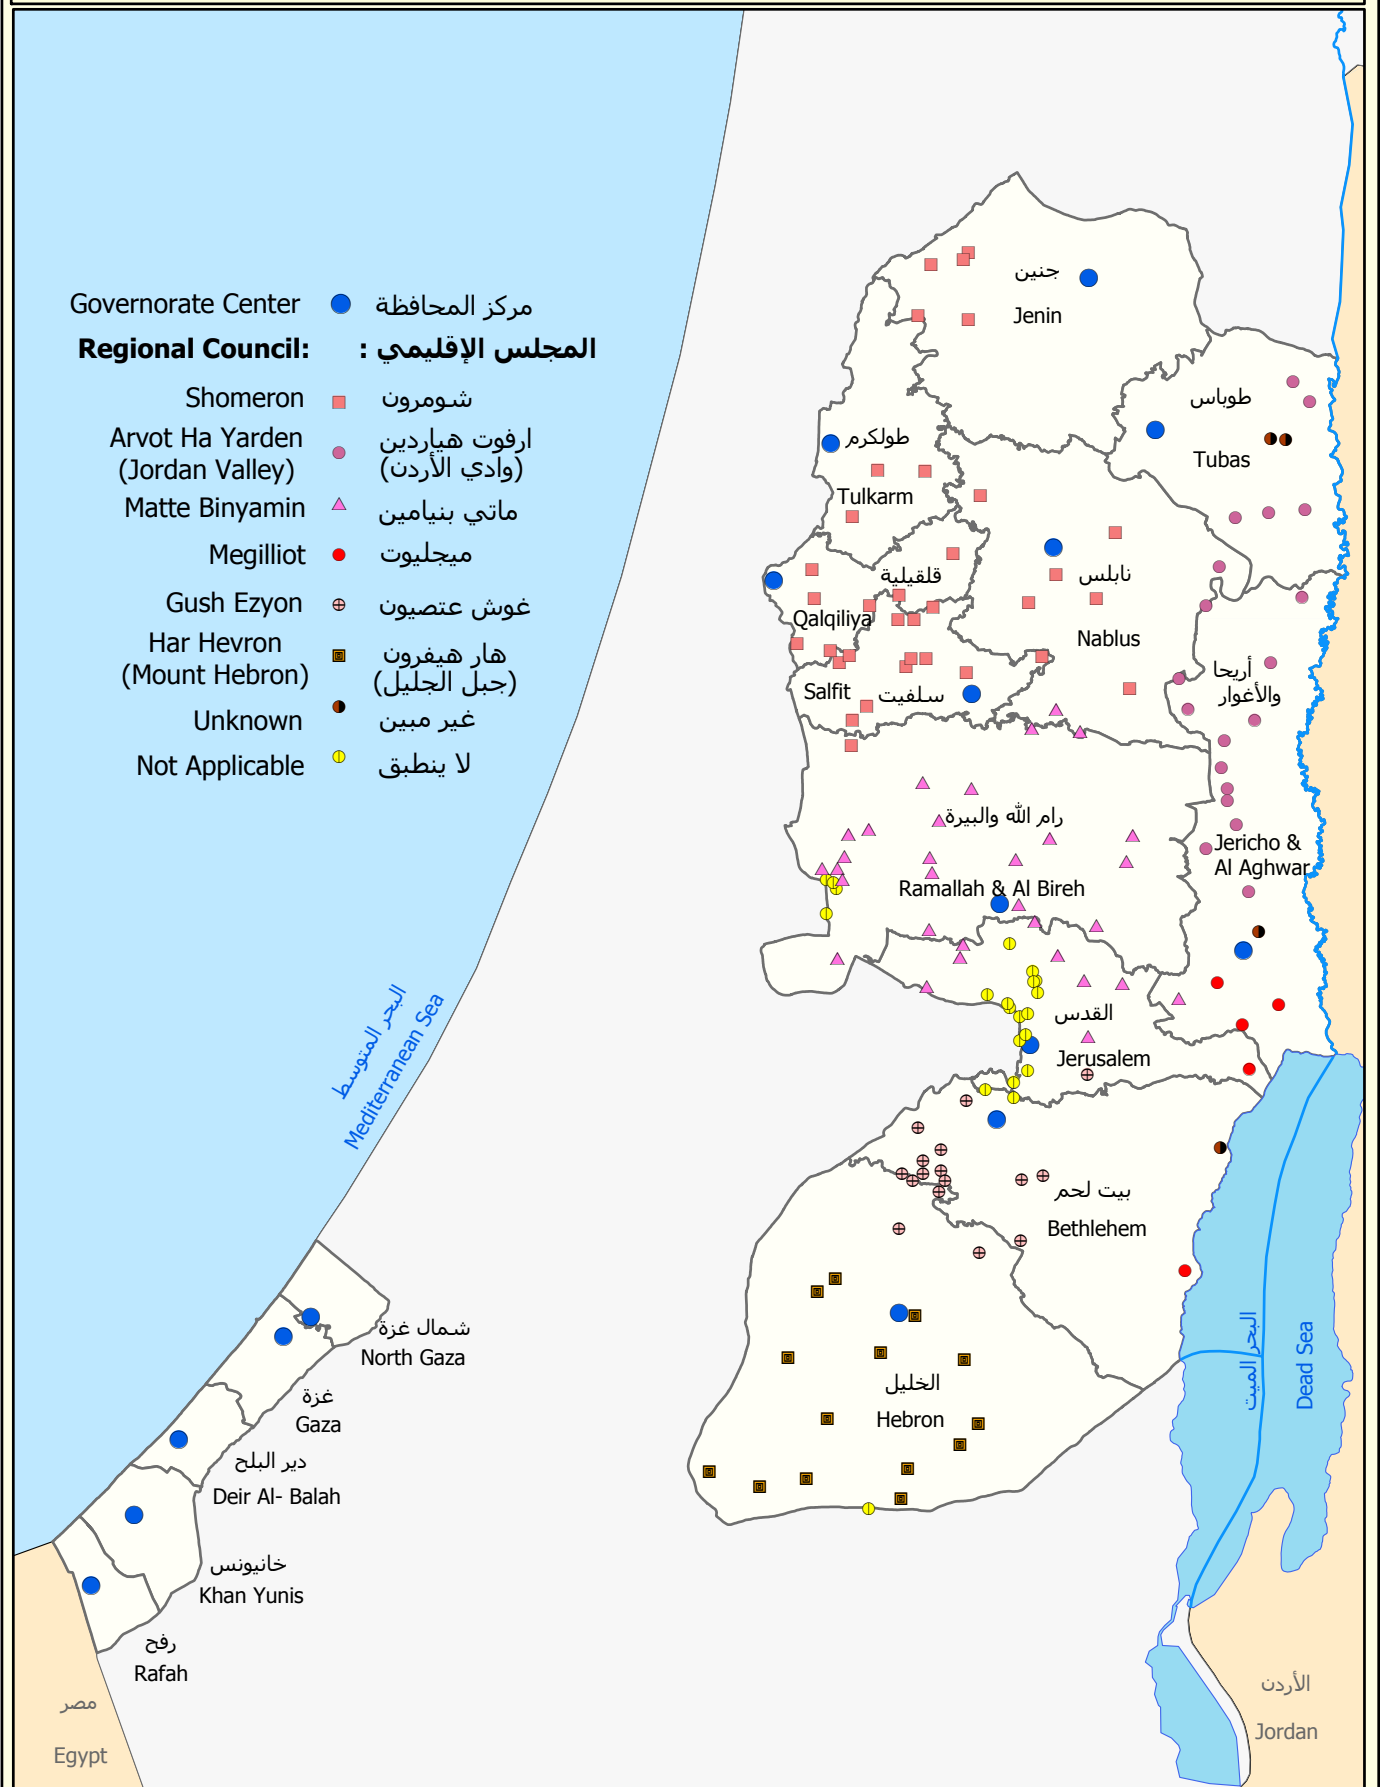 Governorate Center مركز المحافظة
Regional Council: المجلس الإقليمي :
Shomeron شومرون
Arvot Ha Yarden ارفوت هياردين
(Jordan Valley) (وادي الأردن)
Matte Binyamin ماتي بنيامين
Megilliot ميجليوت
Gush Ezyon غوش عتصيون
Har Hevron هار هيفرون
(Mount Hebron) (جبل الجليل)
Unknown غير مبين
Not Applicable لا ينطبق
جنين
Jenin
طوباس
Tubas
طولكرم
Tulkarm
قلقيلية
Qalqiliya
نابلس
Nablus
Salfit سلفيت
أريحا
والأغوار
Jericho &
Al Aghwar
رام الله والبيرة
Ramallah & Al Bireh
القدس
Jerusalem
بيت لحم
Bethlehem
الخليل
Hebron
البحر المتوسط
Mediterranean Sea
البحر الميت
Dead Sea
شمال غزة
North Gaza
غزة
Gaza
دير البلح
Deir Al- Balah
خانيونس
Khan Yunis
رفح
Rafah
مصر
Egypt
الأردن
Jordan